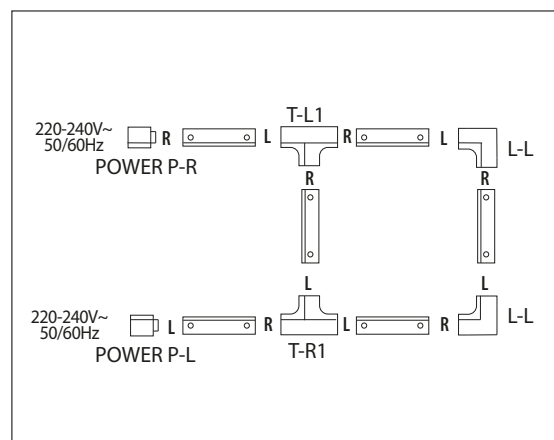 T-L1
220-240V~
50/60Hz
R L R L
L-L
POWER P-R
R R
L L
220-240V~
50/60Hz
L R L R
L-L
POWER P-L
T-R1